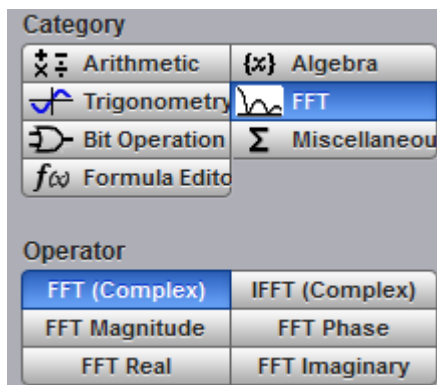 Category
Arithmetic {x} Algebra
Trigonometry FFT
Bit Operation Σ Miscellaneou
f(x) Formula Edito
Operator
FFT (Complex) IFFT (Complex)
FFT Magnitude FFT Phase
FFT Real FFT Imaginary